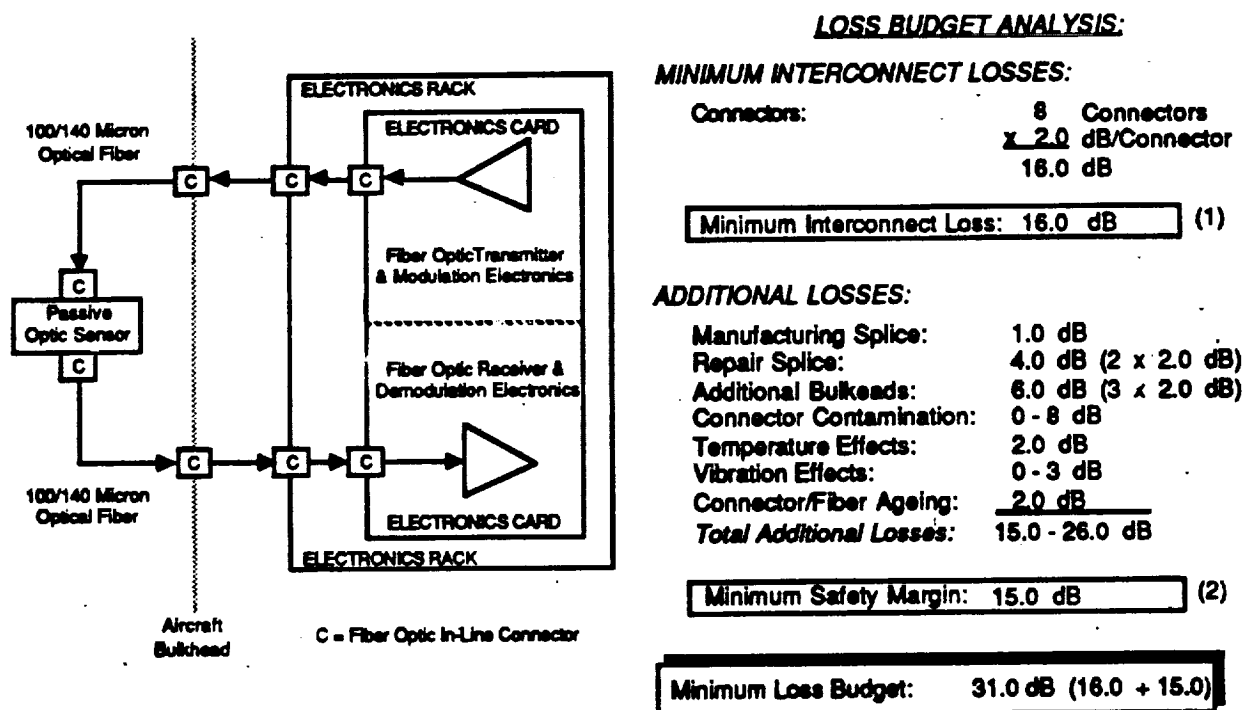 ELECTRONICS RACK
ELECTRONICS CARD
100/140 Micron
Optical Fiber
C
C
C
Fiber OpticTransmitter
& Modulation Electronics
C
Passive
Optic Sensor
C
Fiber Optic Receiver &
Demodulation Electronics
C
C
C
100/140 Micron
Optical Fiber
ELECTRONICS CARD
ELECTRONICS RACK
Aircraft
Bulkhead
C = Fiber Optic In-Line Connector
LOSS BUDGET ANALYSIS:
MINIMUM INTERCONNECT LOSSES:
Connectors: 8 Connectors
x 2.0 dB/Connector
16.0 dB
Minimum Interconnect Loss: 16.0 dB (1)
ADDITIONAL LOSSES:
Manufacturing Splice: 1.0 dB
Repair Splice: 4.0 dB (2 x 2.0 dB)
Additional Bulkeads: 6.0 dB (3 x 2.0 dB)
Connector Contamination: 0 - 8 dB
Temperature Effects: 2.0 dB
Vibration Effects: 0 - 3 dB
Connector/Fiber Ageing: 2.0 dB
Total Additional Losses: 15.0 - 26.0 dB
Minimum Safety Margin: 15.0 dB (2)
Minimum Loss Budget: 31.0 dB (16.0 + 15.0)